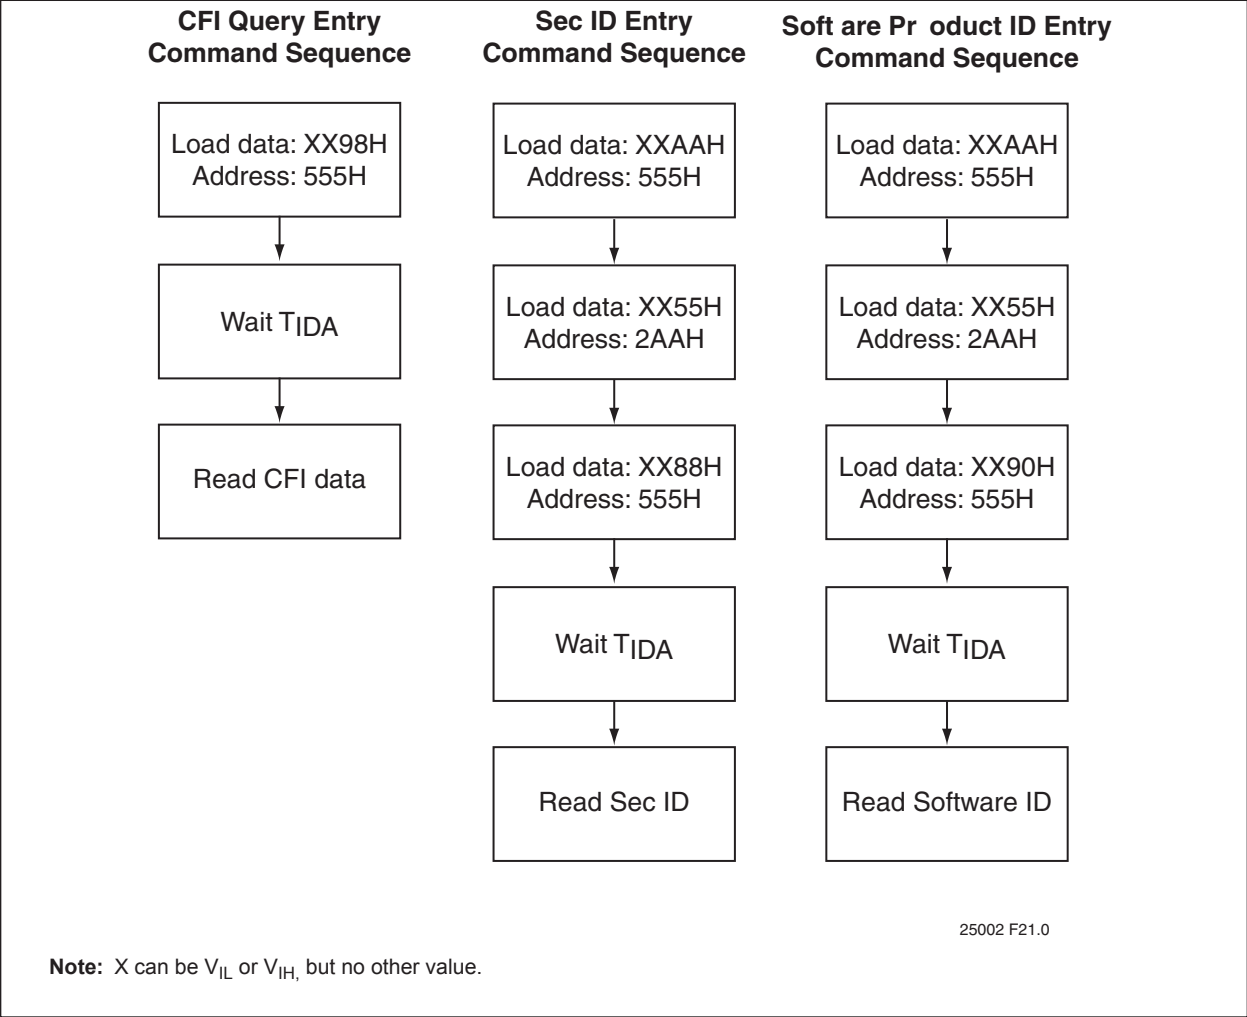 CFI Query Entry
Command Sequence
Load data: XX98H
Address: 555H
Wait TIDA
Read CFI data
Sec ID Entry
Command Sequence
Load data: XXAAH
Address: 555H
Load data: XX55H
Address: 2AAH
Load data: XX88H
Address: 555H
Wait TIDA
Read Sec ID
Soft are Pr oduct ID Entry
Command Sequence
Load data: XXAAH
Address: 555H
Load data: XX55H
Address: 2AAH
Load data: XX90H
Address: 555H
Wait TIDA
Read Software ID
25002 F21.0
Note: X can be VIL or VIH, but no other value.